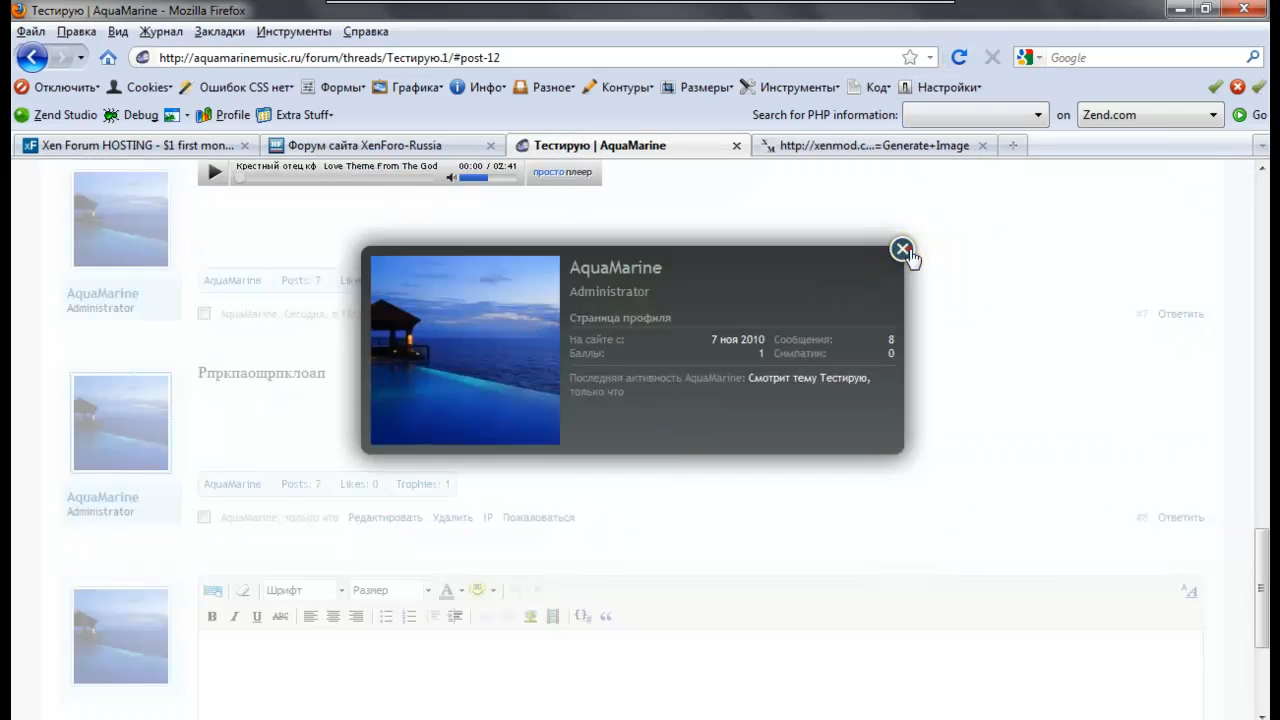 Тестирую | AquaMarine - Mozilla Firefox
Файл Правка Вид Журнал Закладки Инструменты Справка
http://aquamarinemusic.ru/forum/threads/Тестирую.1/#post-12
Google
Отключить Cookies Ошибок CSS нет Формы Графика Инфо Разное Контуры Размеры Инструменты Код Настройки
Zend Studio Debug Profile Extra Stuff Search for PHP information: on Zend.com Go
Xen Forum HOSTING - $1 first mon... Форум сайта XenForo-Russia Тестирую | AquaMarine http://xenmod.c...=Generate+Image
Крестный отец кф Love Theme From The God 00:00 / 02:41 просто плеер
AquaMarine
Administrator
AquaMarine Posts: 7
AquaMarine, Сегодня, в
#7 Ответить
AquaMarine
Administrator
Страница профиля
На сайте с: 7 ноя 2010 Сообщения: 8
Баллы: 1 Симпатии: 0
Последняя активность AquaMarine: Смотрит тему Тестирую,
только что
Рпркпаощрпклоап
AquaMarine
Administrator
AquaMarine Posts: 7 Likes: 0 Trophies: 1
AquaMarine, только что Редактировать Удалить IP Пожаловаться #8 Ответить
Шрифт Размер